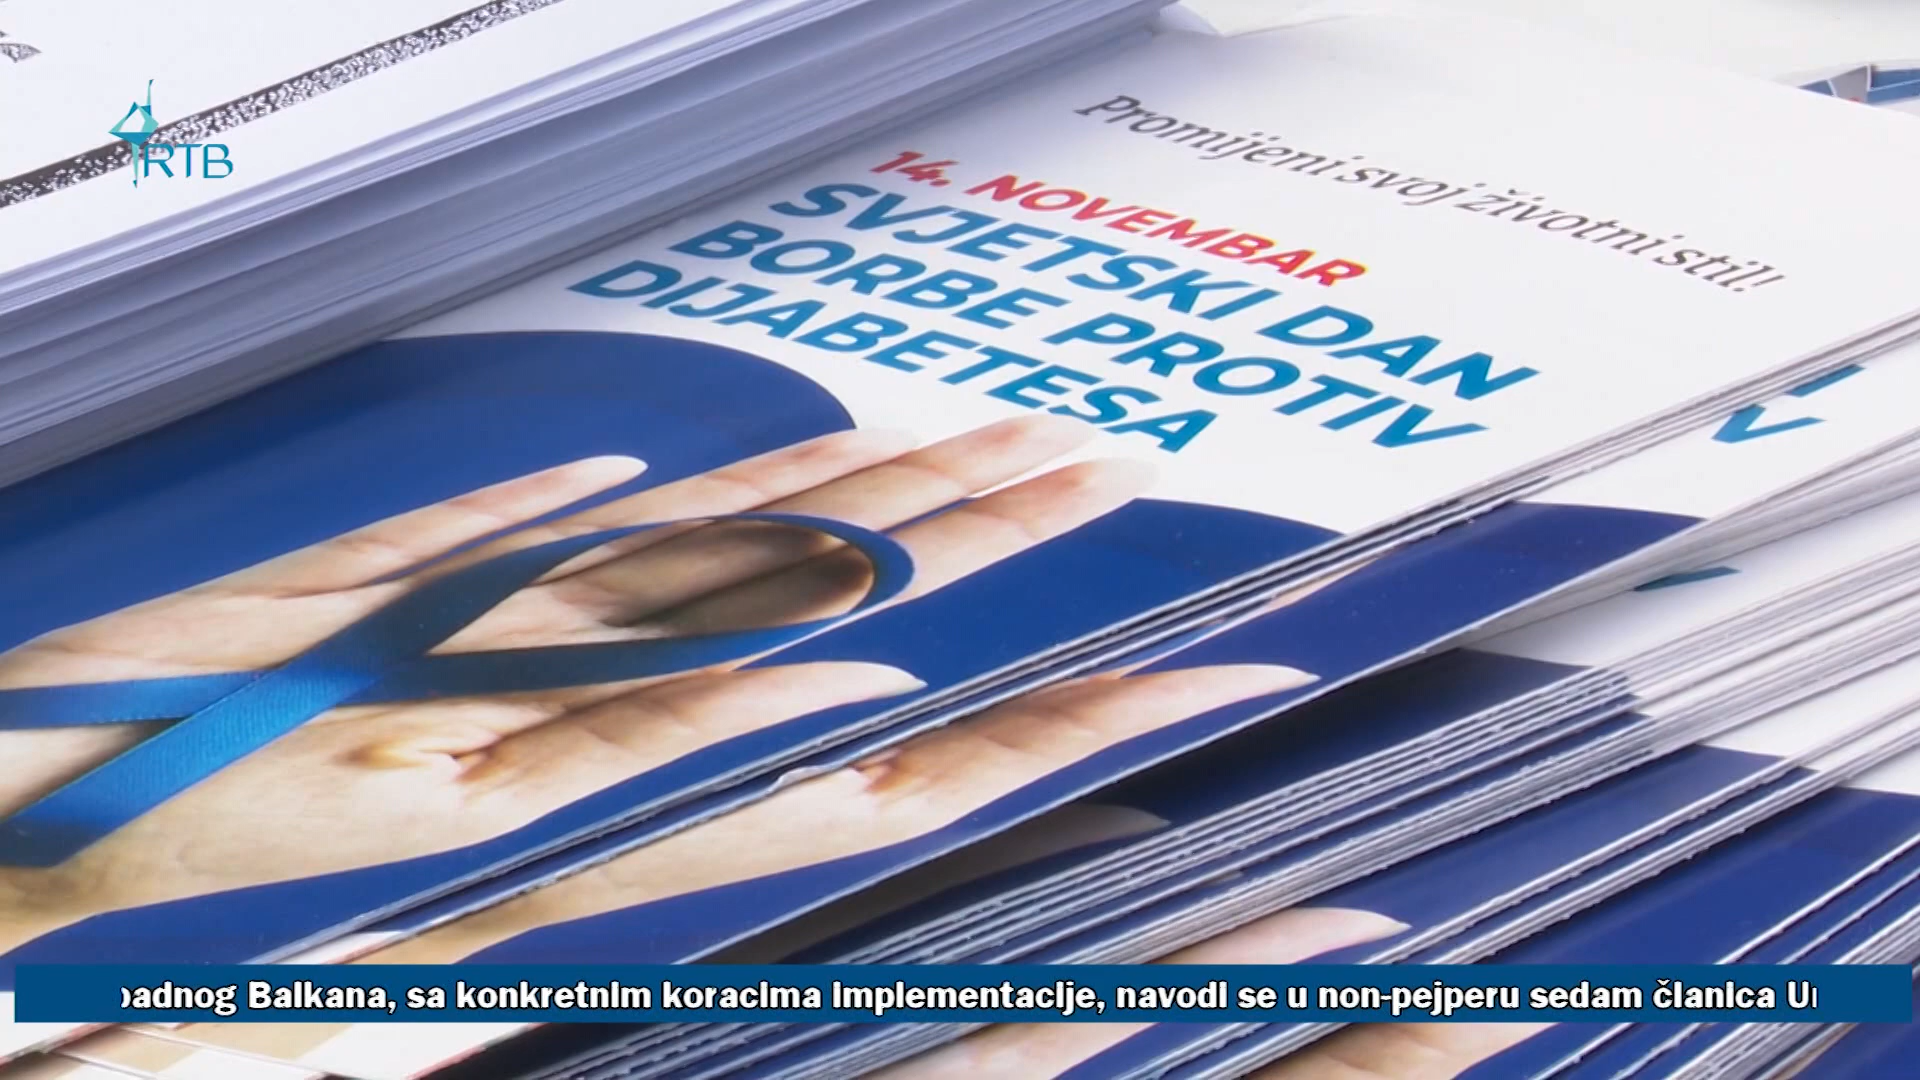 RTB
Promijeni svoj životni stil!
14. NOVEMBAR
SVJETSKI DAN
BORBE PROTIV
DIJABETESA
Balkana, sa konkretnim koracima implementacije, navodi se u non-pejperu sedam članica